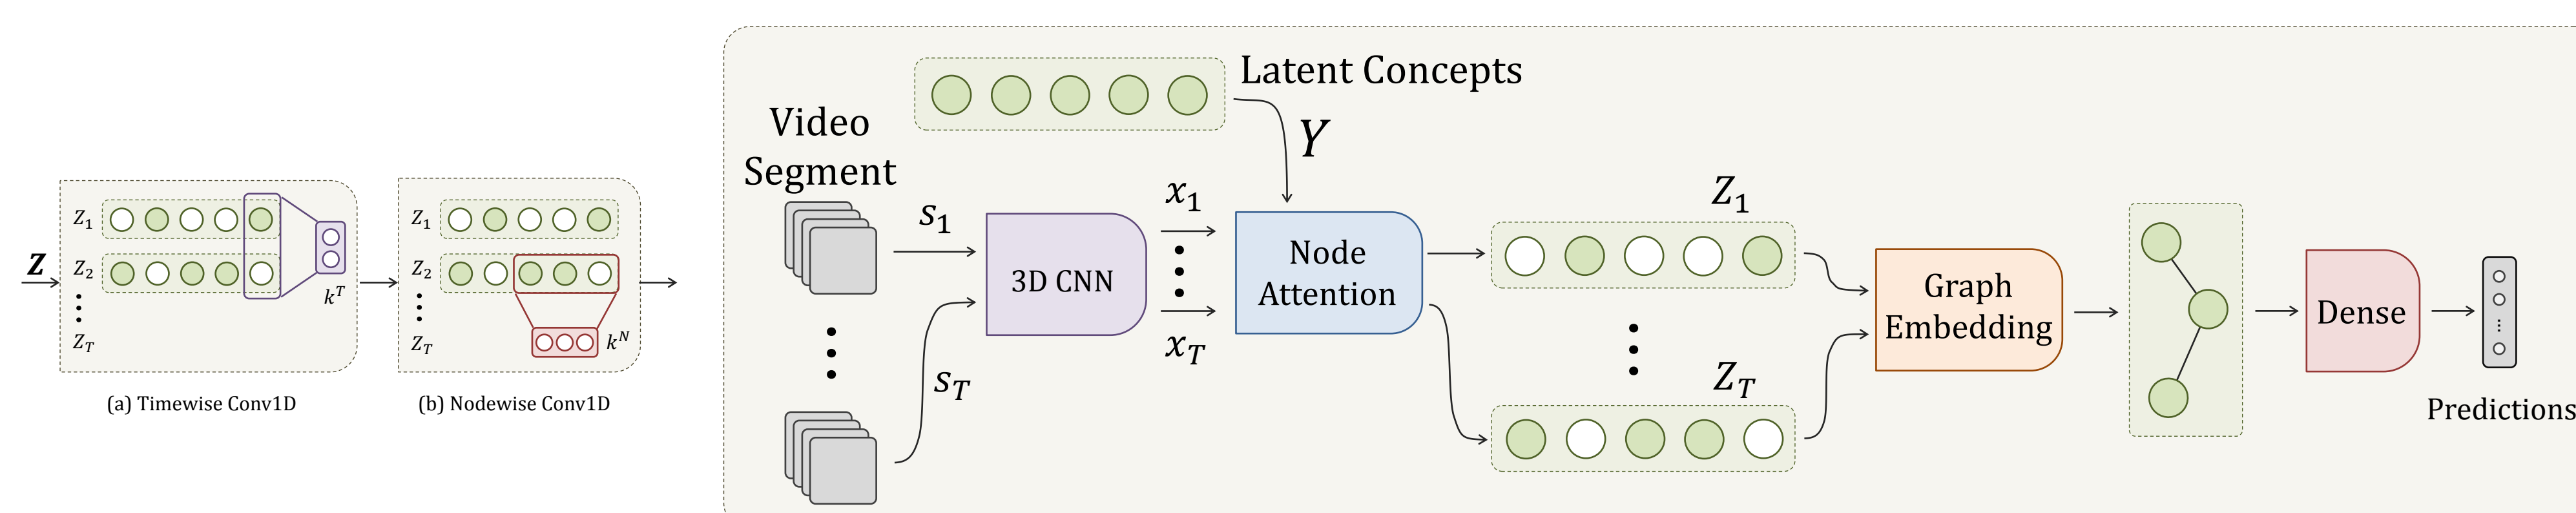 Z
Z1
Z2
ZT
kT
(a) Timewise Conv1D
Z1
Z2
ZT
kN
(b) Nodewise Conv1D
Latent Concepts
Y
Video
Segment
s1
sT
3D CNN
x1
xT
Node
Attention
Z1
ZT
Graph
Embedding
Dense
Predictions